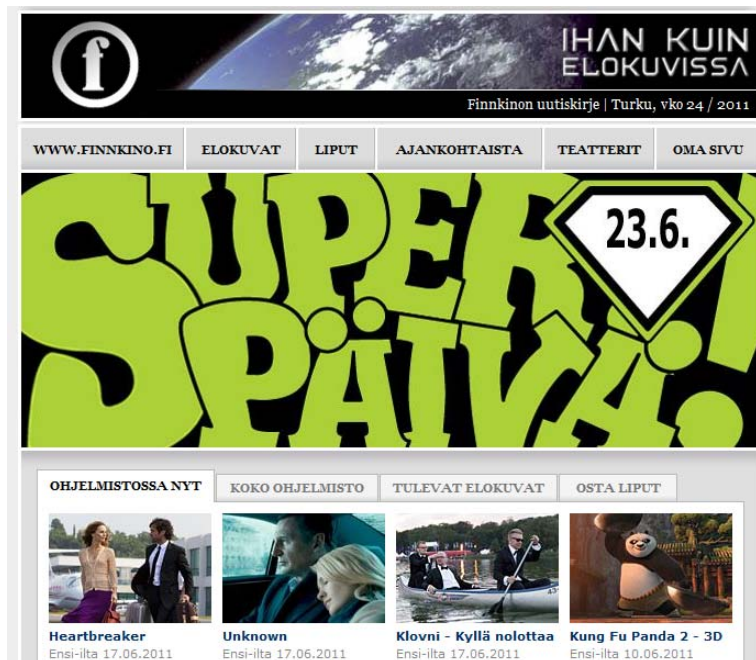 f
IHAN KUIN
ELOKUVISSA
Finnkinon uutiskirje | Turku, vko 24 / 2011
WWW.FINNKINO.FI ELOKUVAT LIPUT AJANKOHTAISTA TEATTERIT OMA SIVU
SUPER
PÄIVÄ!
23.6.
OHJELMISTOSSA NYT KOKO OHJELMISTO TULEVAT ELOKUVAT OSTA LIPUT
Heartbreaker Unknown Klovni - Kyllä nolottaa Kung Fu Panda 2 - 3D
Ensi-ilta 17.06.2011 Ensi-ilta 17.06.2011 Ensi-ilta 17.06.2011 Ensi-ilta 10.06.2011